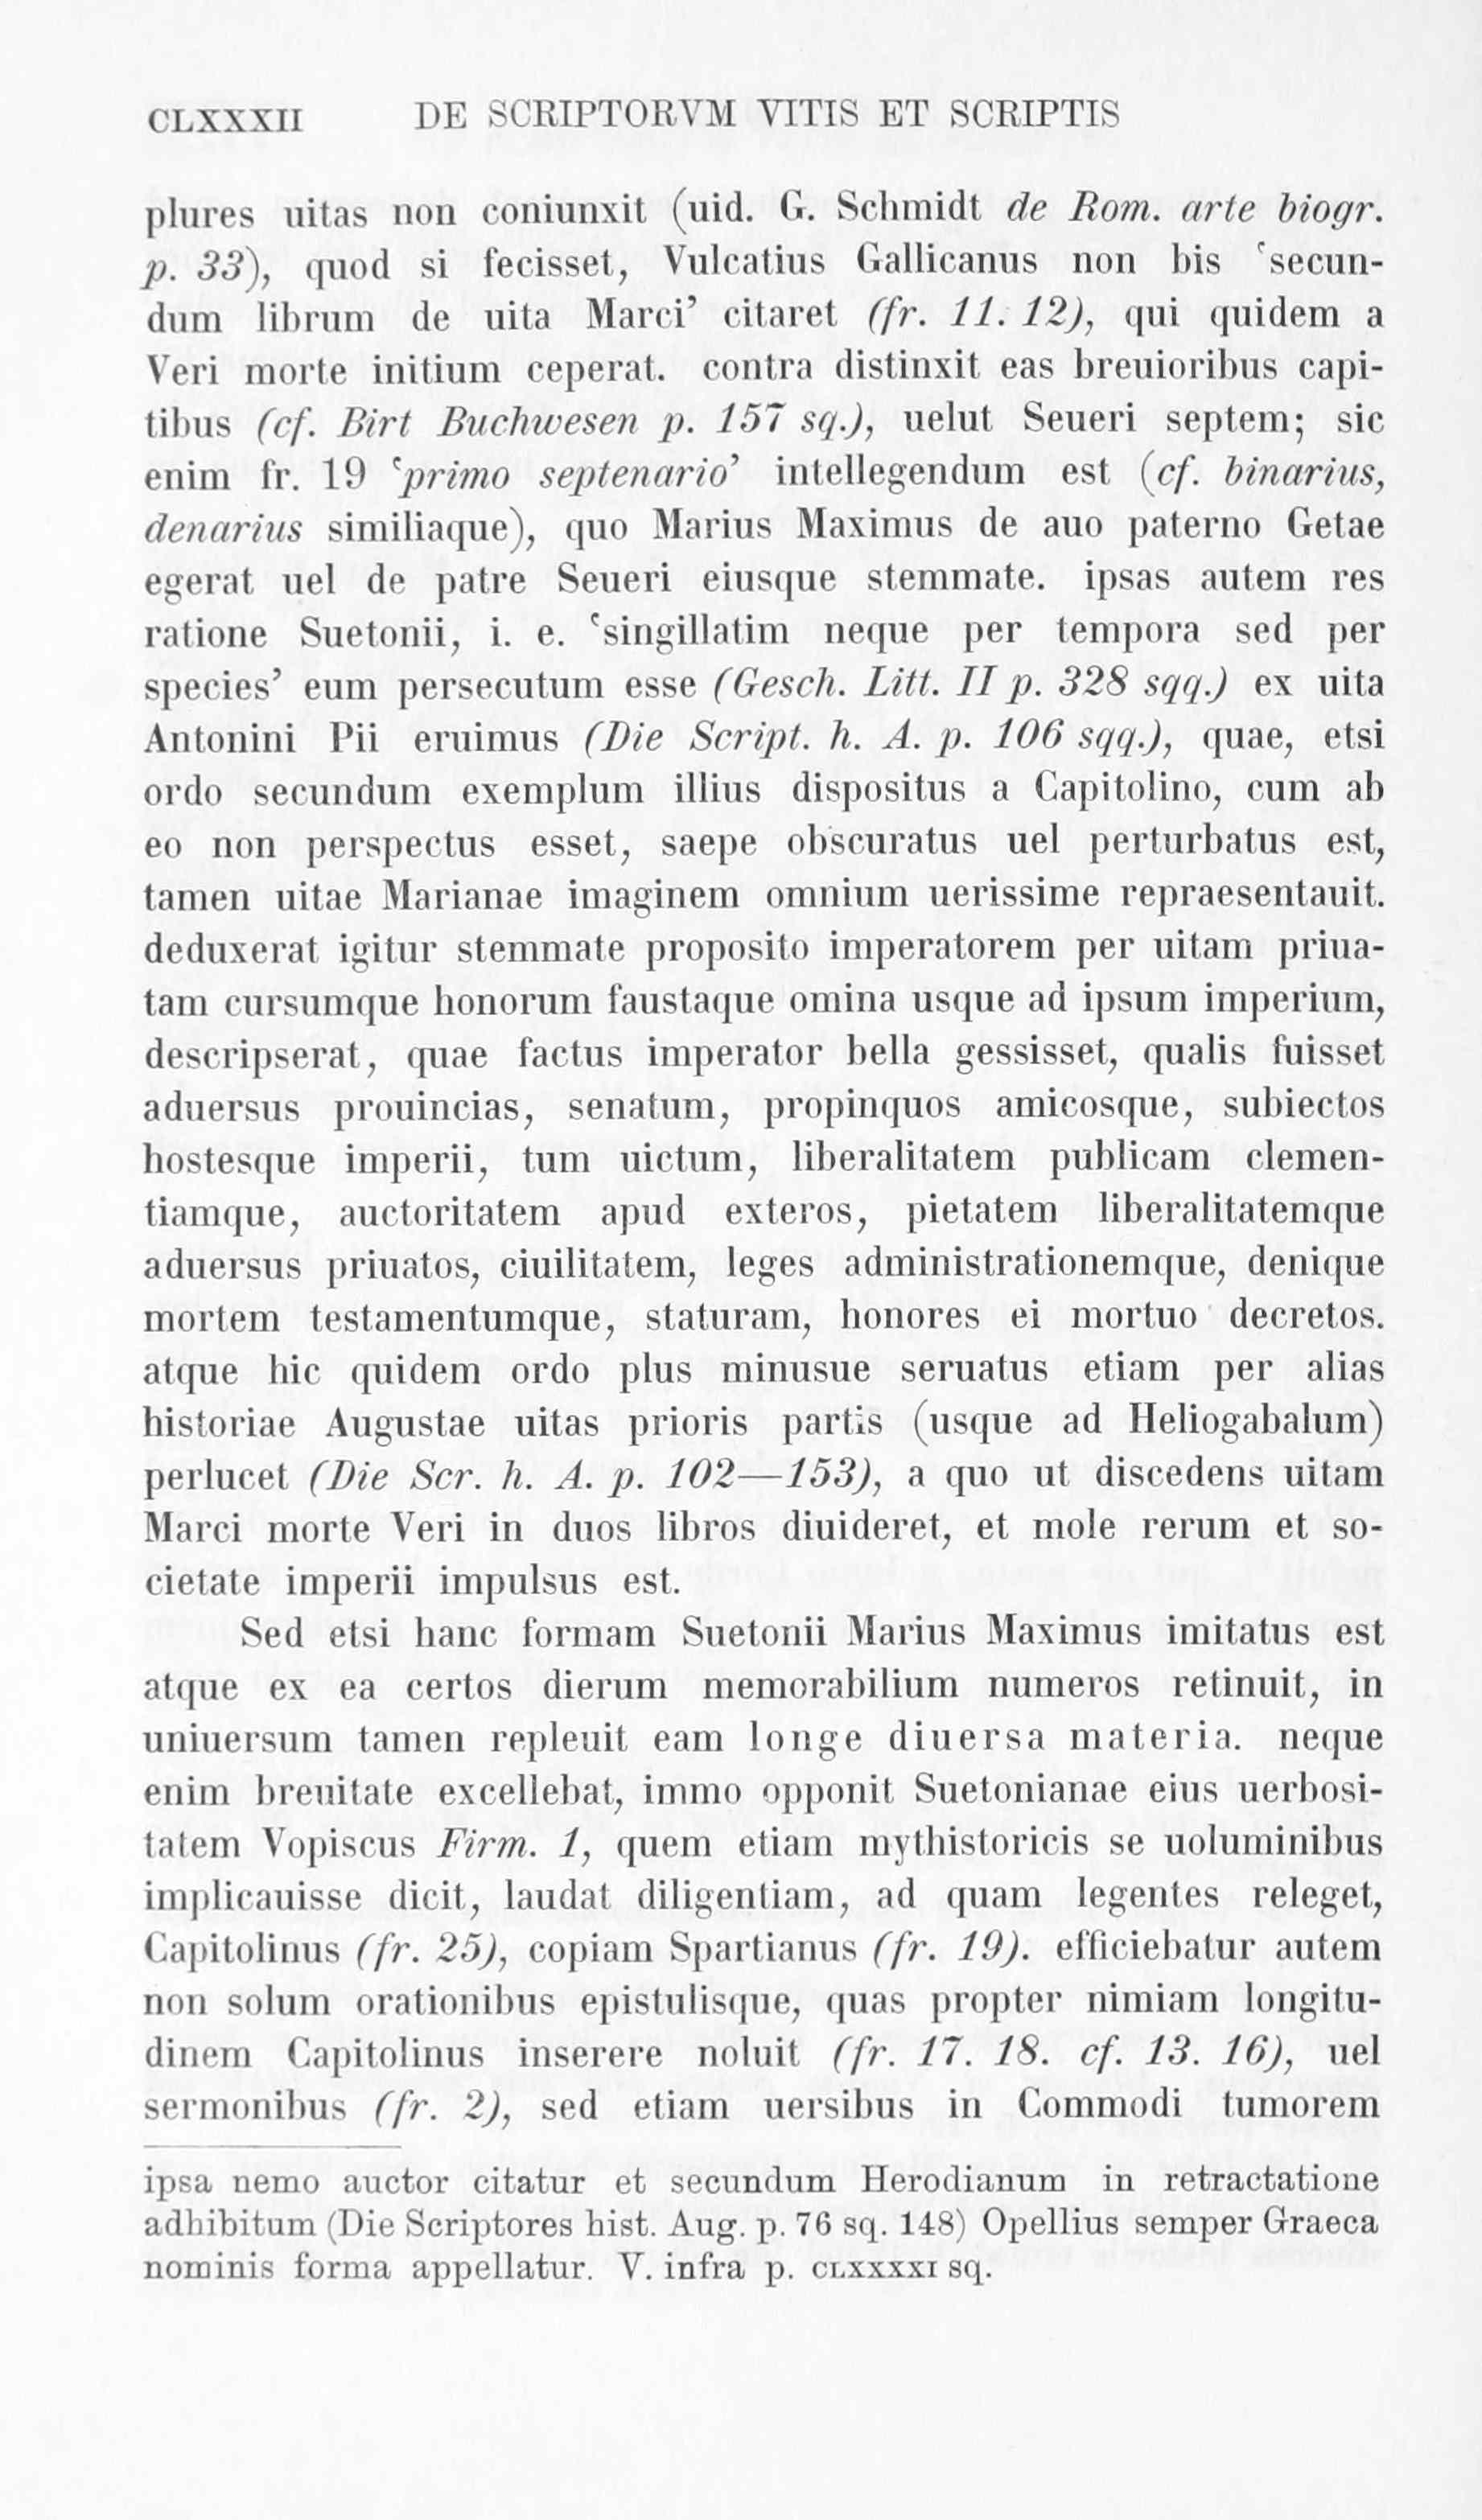 CLXXXII DE SCRIPTORVM VITIS ET SCRIPTIS
plures uitas non coniunxit (uid. G. Schmidt de Rom. arte biogr.
p. 33), quod si fecisset, Vulcatius Gallicanus non bis ‘secun-
dum librum de uita Marci’ citaret (fr. 11. 12), qui quidem a
Veri morte initium ceperat. contra distinxit eas breuioribus capi-
tibus (cf. Birt Buchwesen p. 157 sq.), uelut Seueri septem; sic
enim fr. 19 ‘primo septenario’ intellegendum est (cf. binarius,
denarius similiaque), quo Marius Maximus de auo paterno Getae
egerat uel de patre Seueri eiusque stemmate. ipsas autem res
ratione Suetonii, i. e. ‘singillatim neque per tempora sed per
species’ eum persecutum esse (Gesch. Litt. II p. 328 sqq.) ex uita
Antonini Pii eruimus (Die Script. h. A. p. 106 sqq.), quae, etsi
ordo secundum exemplum illius dispositus a Capitolino, cum ab
eo non perspectus esset, saepe obscuratus uel perturbatus est,
tamen uitae Marianae imaginem omnium uerissime repraesentauit.
deduxerat igitur stemmate proposito imperatorem per uitam priua-
tam cursumque honorum faustaque omina usque ad ipsum imperium,
descripserat, quae factus imperator bella gessisset, qualis fuisset
aduersus prouincias, senatum, propinquos amicosque, subiectos
hostesque imperii, tum uictum, liberalitatem publicam clemen-
tiamque, auctoritatem apud exteros, pietatem liberalitatemque
aduersus priuatos, ciuilitatem, leges administrationemque, denique
mortem testamentumque, staturam, honores ei mortuo decretos.
atque hic quidem ordo plus minusue seruatus etiam per alias
historiae Augustae uitas prioris partis (usque ad Heliogabalum)
perlucet (Die Scr. h. A. p. 102—153), a quo ut discedens uitam
Marci morte Veri in duos libros diuideret, et mole rerum et so-
cietate imperii impulsus est.
Sed etsi hanc formam Suetonii Marius Maximus imitatus est
atque ex ea certos dierum memorabilium numeros retinuit, in
uniuersum tamen repleuit eam longe diuersa materia. neque
enim breuitate excellebat, immo opponit Suetonianae eius uerbosi-
tatem Vopiscus Firm. 1, quem etiam mythistoricis se uoluminibus
implicauisse dicit, laudat diligentiam, ad quam legentes releget,
Capitolinus (fr. 25), copiam Spartianus (fr. 19). efficiebatur autem
non solum orationibus epistulisque, quas propter nimiam longitu-
dinem Capitolinus inserere noluit (fr. 17. 18. cf. 13. 16), uel
sermonibus (fr. 2), sed etiam uersibus in Commodi tumorem
ipsa nemo auctor citatur et secundum Herodianum in retractatione
adhibitum (Die Scriptores hist. Aug. p. 76 sq. 148) Opellius semper Graeca
nominis forma appellatur. V. infra p. CLXXXXI sq.